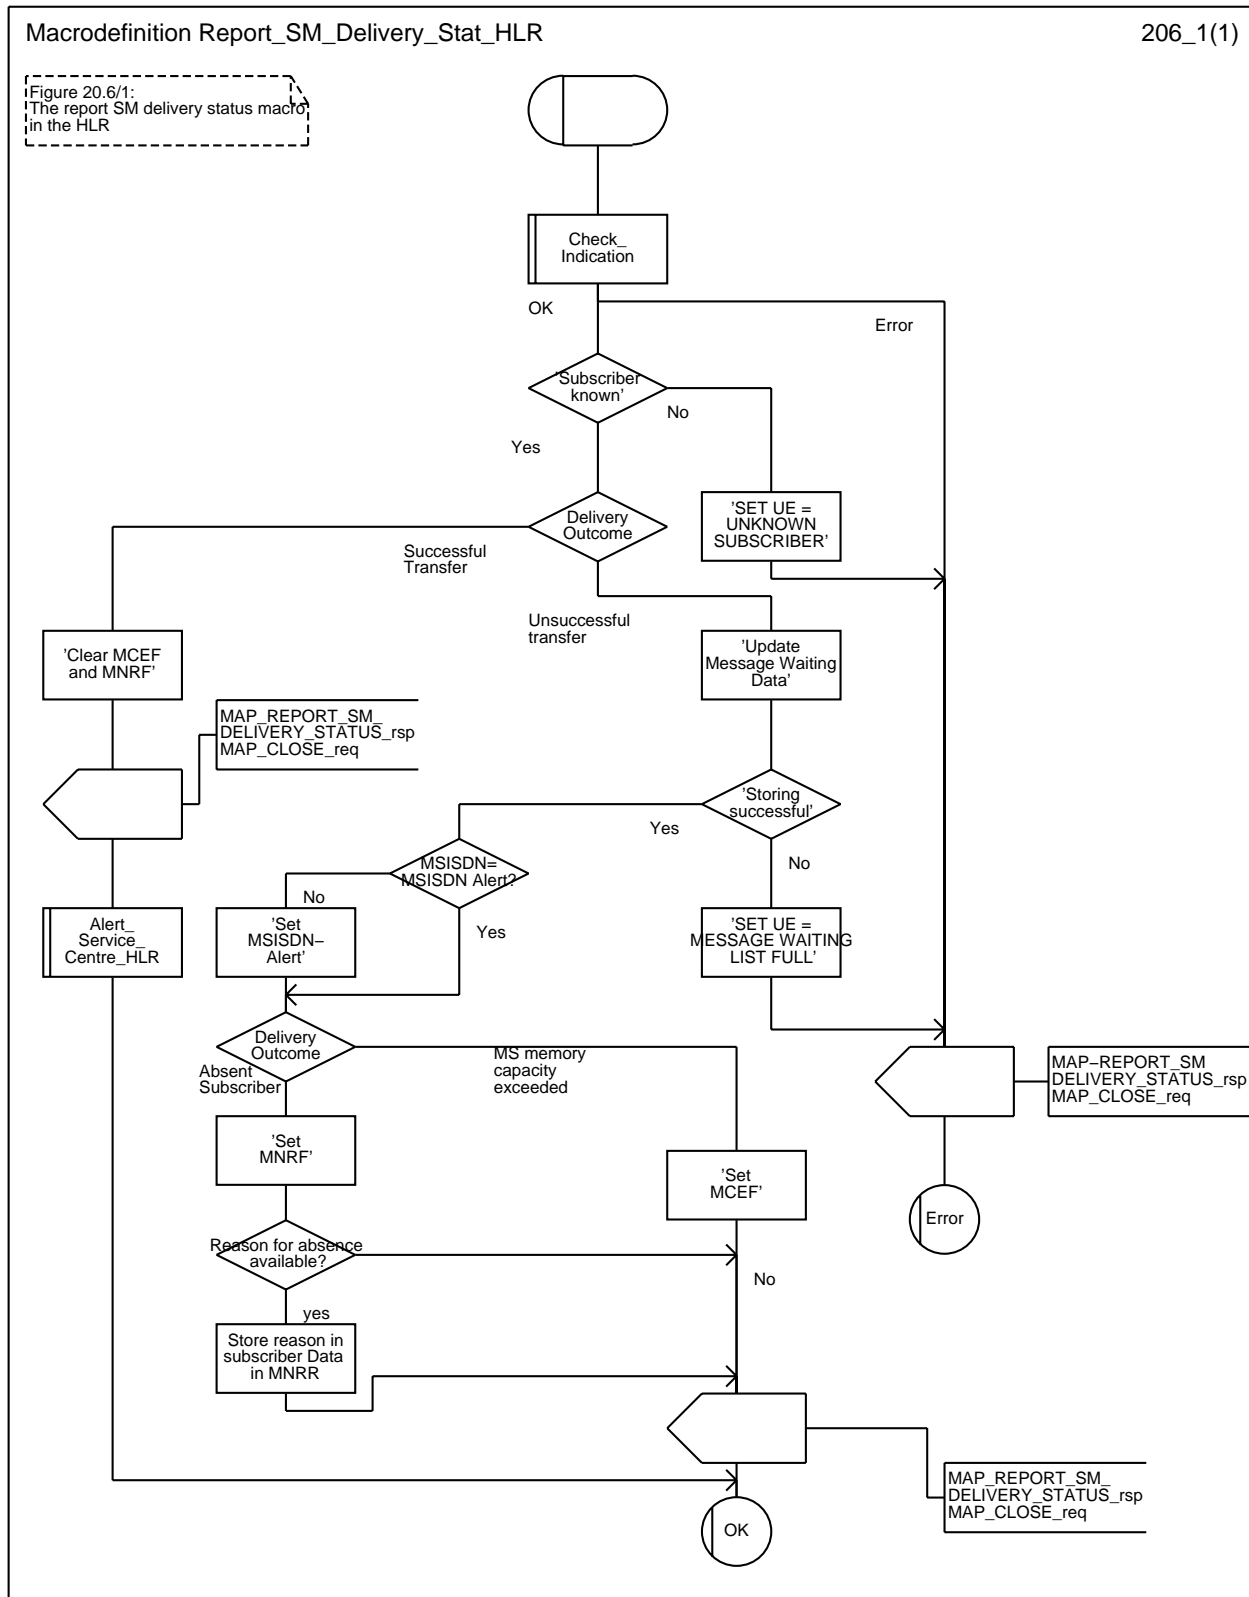 Macrodefinition Report_SM_Delivery_Stat_HLR
206_1(1)
Figure 20.6/1:
The report SM delivery status macro
in the HLR
Check_
Indication
OK
Error
'Subscriber
known'
No
Yes
'SET UE =
UNKNOWN
SUBSCRIBER'
Delivery
Outcome
Successful
Transfer
Unsuccessful
transfer
'Clear MCEF
and MNRF'
'Update
Message Waiting
Data'
MAP_REPORT_SM_
DELIVERY_STATUS_rsp
MAP_CLOSE_req
'Storing
successful'
Yes
No
MSISDN=
MSISDN Alert?
No
Yes
Alert_
Service_
Centre_HLR
'Set
MSISDN−
Alert'
'SET UE =
MESSAGE WAITING
LIST FULL'
Delivery
Outcome
Absent
Subscriber
MS memory
capacity
exceeded
MAP−REPORT_SM
DELIVERY_STATUS_rsp
MAP_CLOSE_req
'Set
MNRF'
'Set
MCEF'
Error
Reason for absence
available?
No
yes
Store reason in
subscriber Data
in MNRR
MAP_REPORT_SM_
DELIVERY_STATUS_rsp
MAP_CLOSE_req
OK